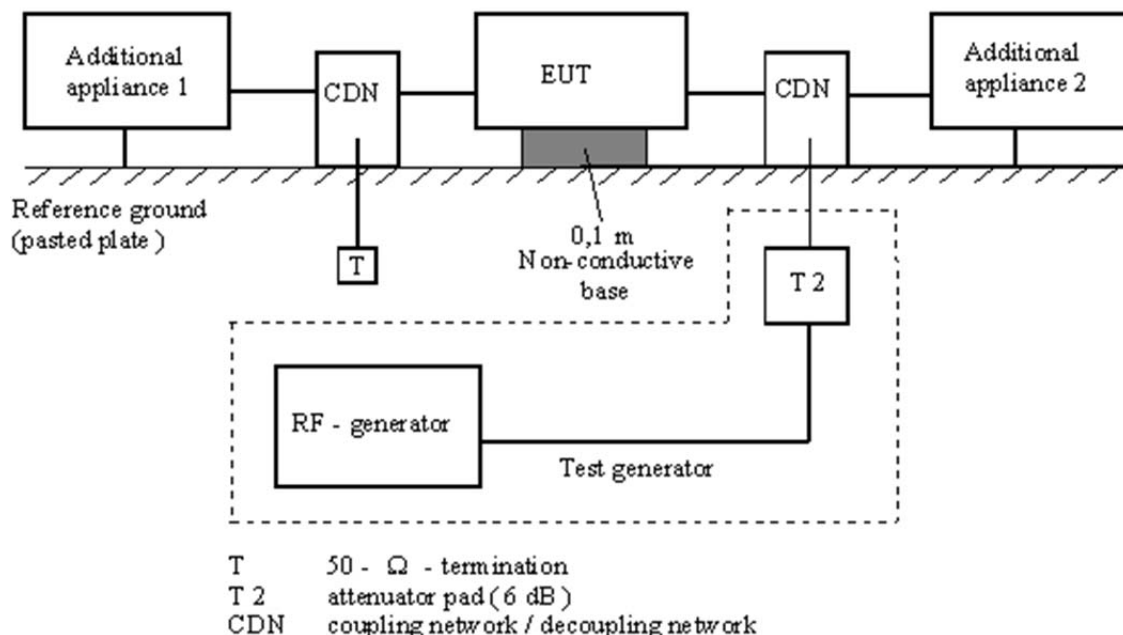 Additional
appliance 1
CDN
EUT
CDN
Additional
appliance 2
Reference ground
(pasted plate )
0,1 m
Non-conductive
base
T
T 2
RF - generator
Test generator
T 50 - Ω - termination
T 2 attenuator pad ( 6 dB )
CDN coupling network / decoupling network